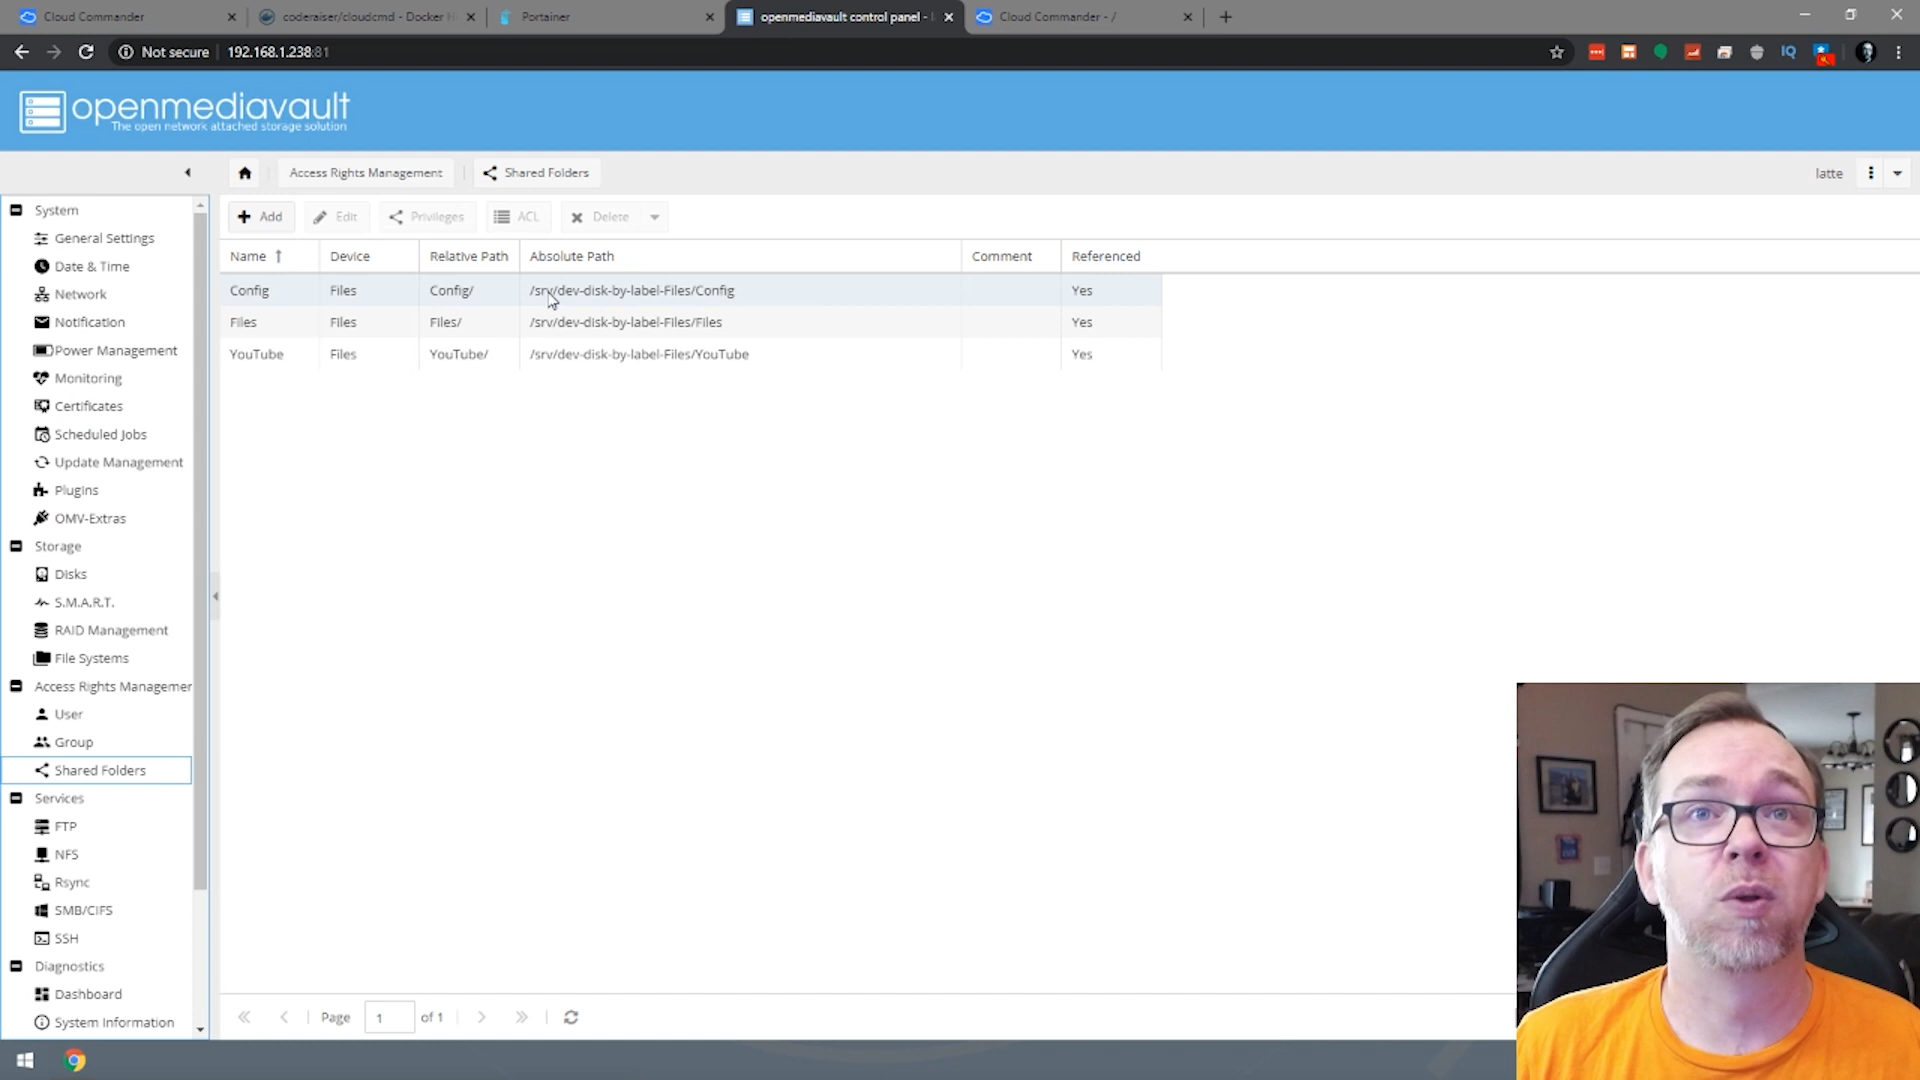 Cloud Commander
coderaiser/cloudcmd - Docker H
Portainer
openmediavault control panel -
Cloud Commander - /
Not secure
192.168.1.238:81
IQ
openmediavault
The open network attached storage solution
Access Rights Management
Shared Folders
latte
Add
Edit
Privileges
ACL
Delete
Name
Device
Relative Path
Absolute Path
Comment
Referenced
Config
Files
Config/
/srv/dev-disk-by-label-Files/Config
Yes
Files
Files
Files/
/srv/dev-disk-by-label-Files/Files
Yes
YouTube
Files
YouTube/
/srv/dev-disk-by-label-Files/YouTube
Yes
System
General Settings
Date & Time
Network
Notification
Power Management
Monitoring
Certificates
Scheduled Jobs
Update Management
Plugins
OMV-Extras
Storage
Disks
S.M.A.R.T.
RAID Management
File Systems
Access Rights Managemen
User
Group
Shared Folders
Services
FTP
NFS
Rsync
SMB/CIFS
SSH
Diagnostics
Dashboard
System Information
Page
1
of 1